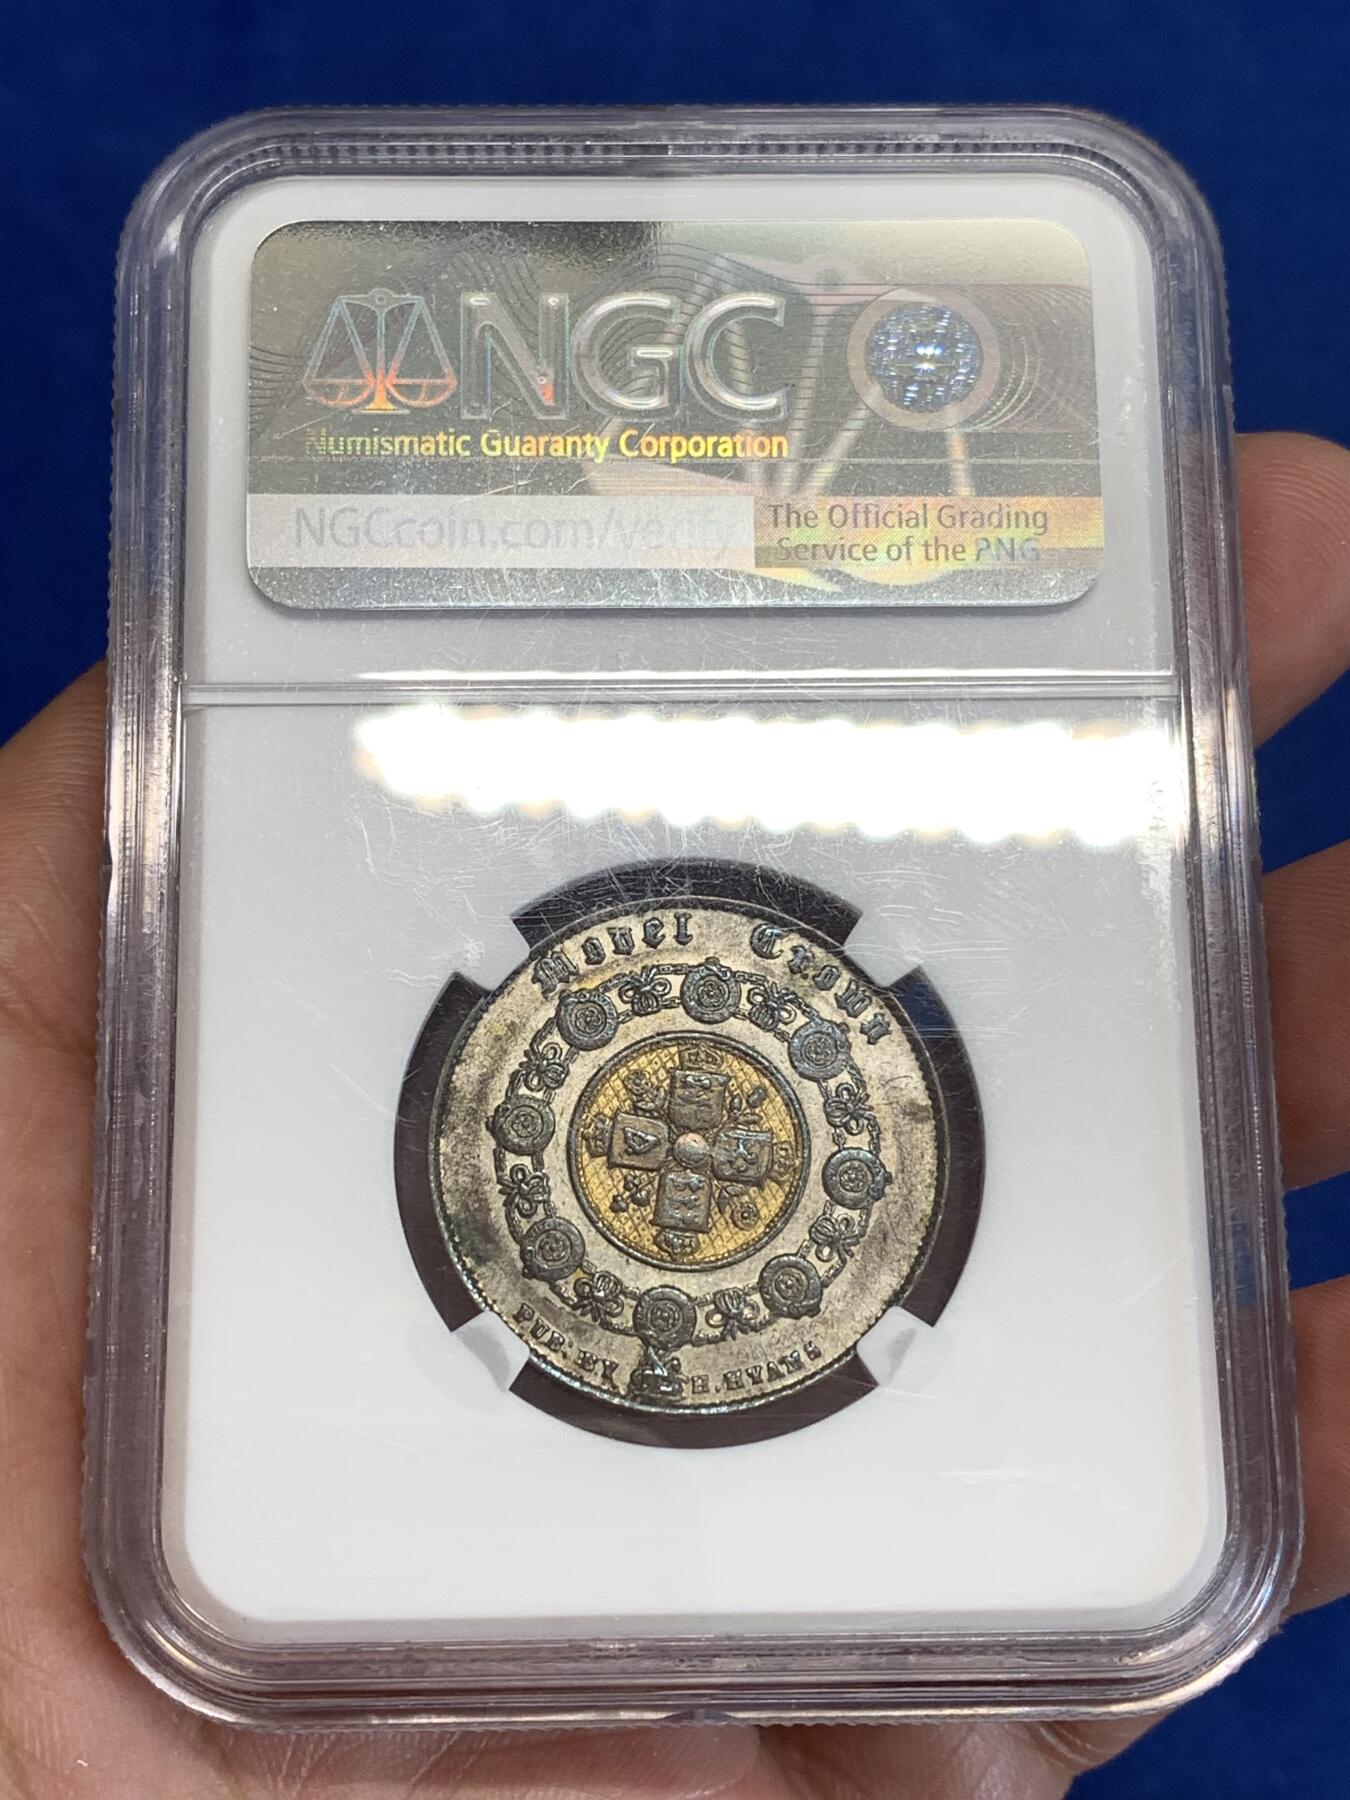 NGC
Numismatic Guaranty Corporation
NGCcoin.com/verify
The Official Grading
Service of the PNG
Model Crown
PUB. BY H. HYAMS